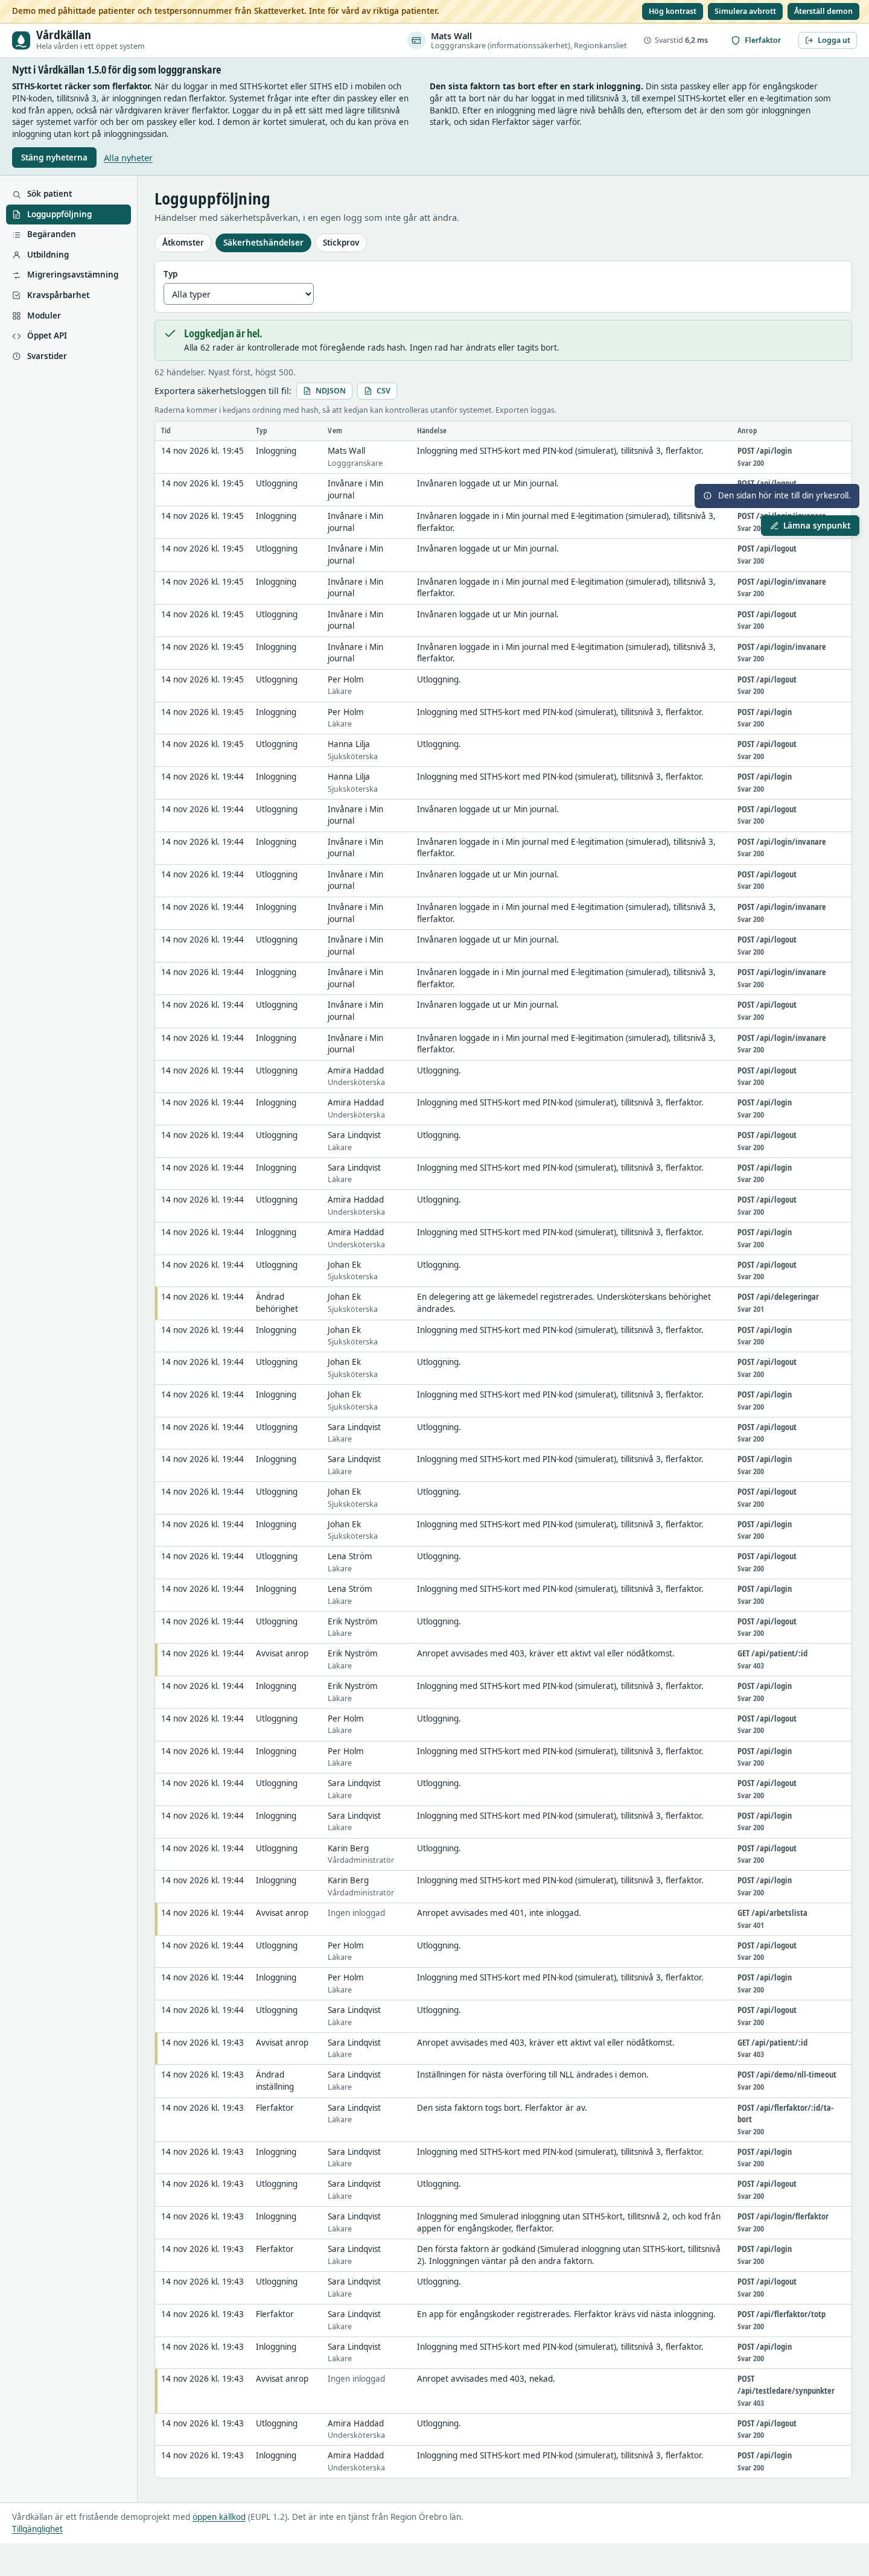 Demo med påhittade patienter och testpersonnummer från Skatteverket. Inte för vård av riktiga patienter.
Hög kontrast
Simulera avbrott
Återställ demon
Vårdkällan
Hela vården i ett öppet system
Mats Wall
Logggranskare (informationssäkerhet), Regionkansliet
Svarstid 6,2 ms
Flerfaktor
Logga ut
Nytt i Vårdkällan 1.5.0 för dig som logggranskare
SITHS-kortet räcker som flerfaktor. När du loggar in med SITHS-kortet eller SITHS eID i mobilen och
PIN-koden, tillitsnivå 3, är inloggningen redan flerfaktor. Systemet frågar inte efter din passkey eller en
kod från appen, också när vårdgivaren kräver flerfaktor. Loggar du in på ett sätt med lägre tillitsnivå
säger systemet varför och ber om passkey eller kod. I demon är kortet simulerat, och du kan pröva en
inloggning utan kort på inloggningssidan.
Den sista faktorn tas bort efter en stark inloggning. Din sista passkey eller app för engångskoder
går att ta bort när du har loggat in med tillitsnivå 3, till exempel SITHS-kortet eller en e-legitimation som
BankID. Efter en inloggning med lägre nivå behålls den, eftersom det är den som gör inloggningen
stark, och sidan Flerfaktor säger varför.
Stäng nyheterna
Alla nyheter
Sök patient
Logguppföljning
Begäranden
Utbildning
Migreringsavstämning
Kravspårbarhet
Moduler
Öppet API
Svarstider
Logguppföljning
Händelser med säkerhetspåverkan, i en egen logg som inte går att ändra.
Åtkomster
Säkerhetshändelser
Stickprov
Typ
Alla typer
Loggkedjan är hel.
Alla 62 rader är kontrollerade mot föregående rads hash. Ingen rad har ändrats eller tagits bort.
62 händelser. Nyast först, högst 500.
Exportera säkerhetsloggen till fil:
NDJSON
CSV
Raderna kommer i kedjans ordning med hash, så att kedjan kan kontrolleras utanför systemet. Exporten loggas.
Tid Typ Vem Händelse Anrop
14 nov 2026 kl. 19:45 Inloggning Mats Wall Logggranskare Inloggning med SITHS-kort med PIN-kod (simulerat), tillitsnivå 3, flerfaktor. POST /api/login Svar 200
14 nov 2026 kl. 19:45 Utloggning Invånare i Min journal Invånaren loggade ut ur Min journal. POST /api/logout
Den sidan hör inte till din yrkesroll.
14 nov 2026 kl. 19:45 Inloggning Invånare i Min journal Invånaren loggade in i Min journal med E-legitimation (simulerad), tillitsnivå 3, flerfaktor. POST /api/login/invanare Svar 200
Lämna synpunkt
14 nov 2026 kl. 19:45 Utloggning Invånare i Min journal Invånaren loggade ut ur Min journal. POST /api/logout Svar 200
14 nov 2026 kl. 19:45 Inloggning Invånare i Min journal Invånaren loggade in i Min journal med E-legitimation (simulerad), tillitsnivå 3, flerfaktor. POST /api/login/invanare Svar 200
14 nov 2026 kl. 19:45 Utloggning Invånare i Min journal Invånaren loggade ut ur Min journal. POST /api/logout Svar 200
14 nov 2026 kl. 19:45 Inloggning Invånare i Min journal Invånaren loggade in i Min journal med E-legitimation (simulerad), tillitsnivå 3, flerfaktor. POST /api/login/invanare Svar 200
14 nov 2026 kl. 19:45 Utloggning Per Holm Läkare Utloggning. POST /api/logout Svar 200
14 nov 2026 kl. 19:45 Inloggning Per Holm Läkare Inloggning med SITHS-kort med PIN-kod (simulerat), tillitsnivå 3, flerfaktor. POST /api/login Svar 200
14 nov 2026 kl. 19:45 Utloggning Hanna Lilja Sjuksköterska Utloggning. POST /api/logout Svar 200
14 nov 2026 kl. 19:44 Inloggning Hanna Lilja Sjuksköterska Inloggning med SITHS-kort med PIN-kod (simulerat), tillitsnivå 3, flerfaktor. POST /api/login Svar 200
14 nov 2026 kl. 19:44 Utloggning Invånare i Min journal Invånaren loggade ut ur Min journal. POST /api/logout Svar 200
14 nov 2026 kl. 19:44 Inloggning Invånare i Min journal Invånaren loggade in i Min journal med E-legitimation (simulerad), tillitsnivå 3, flerfaktor. POST /api/login/invanare Svar 200
14 nov 2026 kl. 19:44 Utloggning Invånare i Min journal Invånaren loggade ut ur Min journal. POST /api/logout Svar 200
14 nov 2026 kl. 19:44 Inloggning Invånare i Min journal Invånaren loggade in i Min journal med E-legitimation (simulerad), tillitsnivå 3, flerfaktor. POST /api/login/invanare Svar 200
14 nov 2026 kl. 19:44 Utloggning Invånare i Min journal Invånaren loggade ut ur Min journal. POST /api/logout Svar 200
14 nov 2026 kl. 19:44 Inloggning Invånare i Min journal Invånaren loggade in i Min journal med E-legitimation (simulerad), tillitsnivå 3, flerfaktor. POST /api/login/invanare Svar 200
14 nov 2026 kl. 19:44 Utloggning Invånare i Min journal Invånaren loggade ut ur Min journal. POST /api/logout Svar 200
14 nov 2026 kl. 19:44 Inloggning Invånare i Min journal Invånaren loggade in i Min journal med E-legitimation (simulerad), tillitsnivå 3, flerfaktor. POST /api/login/invanare Svar 200
14 nov 2026 kl. 19:44 Utloggning Amira Haddad Undersköterska Utloggning. POST /api/logout Svar 200
14 nov 2026 kl. 19:44 Inloggning Amira Haddad Undersköterska Inloggning med SITHS-kort med PIN-kod (simulerat), tillitsnivå 3, flerfaktor. POST /api/login Svar 200
14 nov 2026 kl. 19:44 Utloggning Sara Lindqvist Läkare Utloggning. POST /api/logout Svar 200
14 nov 2026 kl. 19:44 Inloggning Sara Lindqvist Läkare Inloggning med SITHS-kort med PIN-kod (simulerat), tillitsnivå 3, flerfaktor. POST /api/login Svar 200
14 nov 2026 kl. 19:44 Utloggning Amira Haddad Undersköterska Utloggning. POST /api/logout Svar 200
14 nov 2026 kl. 19:44 Inloggning Amira Haddad Undersköterska Inloggning med SITHS-kort med PIN-kod (simulerat), tillitsnivå 3, flerfaktor. POST /api/login Svar 200
14 nov 2026 kl. 19:44 Utloggning Johan Ek Sjuksköterska Utloggning. POST /api/logout Svar 200
14 nov 2026 kl. 19:44 Ändrad behörighet Johan Ek Sjuksköterska En delegering att ge läkemedel registrerades. Undersköterskans behörighet ändrades. POST /api/delegeringar Svar 201
14 nov 2026 kl. 19:44 Inloggning Johan Ek Sjuksköterska Inloggning med SITHS-kort med PIN-kod (simulerat), tillitsnivå 3, flerfaktor. POST /api/login Svar 200
14 nov 2026 kl. 19:44 Utloggning Johan Ek Sjuksköterska Utloggning. POST /api/logout Svar 200
14 nov 2026 kl. 19:44 Inloggning Johan Ek Sjuksköterska Inloggning med SITHS-kort med PIN-kod (simulerat), tillitsnivå 3, flerfaktor. POST /api/login Svar 200
14 nov 2026 kl. 19:44 Utloggning Sara Lindqvist Läkare Utloggning. POST /api/logout Svar 200
14 nov 2026 kl. 19:44 Inloggning Sara Lindqvist Läkare Inloggning med SITHS-kort med PIN-kod (simulerat), tillitsnivå 3, flerfaktor. POST /api/login Svar 200
14 nov 2026 kl. 19:44 Utloggning Johan Ek Sjuksköterska Utloggning. POST /api/logout Svar 200
14 nov 2026 kl. 19:44 Inloggning Johan Ek Sjuksköterska Inloggning med SITHS-kort med PIN-kod (simulerat), tillitsnivå 3, flerfaktor. POST /api/login Svar 200
14 nov 2026 kl. 19:44 Utloggning Lena Ström Läkare Utloggning. POST /api/logout Svar 200
14 nov 2026 kl. 19:44 Inloggning Lena Ström Läkare Inloggning med SITHS-kort med PIN-kod (simulerat), tillitsnivå 3, flerfaktor. POST /api/login Svar 200
14 nov 2026 kl. 19:44 Utloggning Erik Nyström Läkare Utloggning. POST /api/logout Svar 200
14 nov 2026 kl. 19:44 Avvisat anrop Erik Nyström Läkare Anropet avvisades med 403, kräver ett aktivt val eller nödåtkomst. GET /api/patient/:id Svar 403
14 nov 2026 kl. 19:44 Inloggning Erik Nyström Läkare Inloggning med SITHS-kort med PIN-kod (simulerat), tillitsnivå 3, flerfaktor. POST /api/login Svar 200
14 nov 2026 kl. 19:44 Utloggning Per Holm Läkare Utloggning. POST /api/logout Svar 200
14 nov 2026 kl. 19:44 Inloggning Per Holm Läkare Inloggning med SITHS-kort med PIN-kod (simulerat), tillitsnivå 3, flerfaktor. POST /api/login Svar 200
14 nov 2026 kl. 19:44 Utloggning Sara Lindqvist Läkare Utloggning. POST /api/logout Svar 200
14 nov 2026 kl. 19:44 Inloggning Sara Lindqvist Läkare Inloggning med SITHS-kort med PIN-kod (simulerat), tillitsnivå 3, flerfaktor. POST /api/login Svar 200
14 nov 2026 kl. 19:44 Utloggning Karin Berg Vårdadministratör Utloggning. POST /api/logout Svar 200
14 nov 2026 kl. 19:44 Inloggning Karin Berg Vårdadministratör Inloggning med SITHS-kort med PIN-kod (simulerat), tillitsnivå 3, flerfaktor. POST /api/login Svar 200
14 nov 2026 kl. 19:44 Avvisat anrop Ingen inloggad Anropet avvisades med 401, inte inloggad. GET /api/arbetslista Svar 401
14 nov 2026 kl. 19:44 Utloggning Per Holm Läkare Utloggning. POST /api/logout Svar 200
14 nov 2026 kl. 19:44 Inloggning Per Holm Läkare Inloggning med SITHS-kort med PIN-kod (simulerat), tillitsnivå 3, flerfaktor. POST /api/login Svar 200
14 nov 2026 kl. 19:44 Utloggning Sara Lindqvist Läkare Utloggning. POST /api/logout Svar 200
14 nov 2026 kl. 19:43 Avvisat anrop Sara Lindqvist Läkare Anropet avvisades med 403, kräver ett aktivt val eller nödåtkomst. GET /api/patient/:id Svar 403
14 nov 2026 kl. 19:43 Ändrad inställning Sara Lindqvist Läkare Inställningen för nästa överföring till NLL ändrades i demon. POST /api/demo/nll-timeout Svar 200
14 nov 2026 kl. 19:43 Flerfaktor Sara Lindqvist Läkare Den sista faktorn togs bort. Flerfaktor är av. POST /api/flerfaktor/:id/ta-bort Svar 200
14 nov 2026 kl. 19:43 Inloggning Sara Lindqvist Läkare Inloggning med SITHS-kort med PIN-kod (simulerat), tillitsnivå 3, flerfaktor. POST /api/login Svar 200
14 nov 2026 kl. 19:43 Utloggning Sara Lindqvist Läkare Utloggning. POST /api/logout Svar 200
14 nov 2026 kl. 19:43 Inloggning Sara Lindqvist Läkare Inloggning med Simulerad inloggning utan SITHS-kort, tillitsnivå 2, och kod från appen för engångskoder, flerfaktor. POST /api/login/flerfaktor Svar 200
14 nov 2026 kl. 19:43 Flerfaktor Sara Lindqvist Läkare Den första faktorn är godkänd (Simulerad inloggning utan SITHS-kort, tillitsnivå 2). Inloggningen väntar på den andra faktorn. POST /api/login Svar 200
14 nov 2026 kl. 19:43 Utloggning Sara Lindqvist Läkare Utloggning. POST /api/logout Svar 200
14 nov 2026 kl. 19:43 Flerfaktor Sara Lindqvist Läkare En app för engångskoder registrerades. Flerfaktor krävs vid nästa inloggning. POST /api/flerfaktor/totp Svar 200
14 nov 2026 kl. 19:43 Inloggning Sara Lindqvist Läkare Inloggning med SITHS-kort med PIN-kod (simulerat), tillitsnivå 3, flerfaktor. POST /api/login Svar 200
14 nov 2026 kl. 19:43 Avvisat anrop Ingen inloggad Anropet avvisades med 403, nekad. POST /api/testledare/synpunkter Svar 403
14 nov 2026 kl. 19:43 Utloggning Amira Haddad Undersköterska Utloggning. POST /api/logout Svar 200
14 nov 2026 kl. 19:43 Inloggning Amira Haddad Undersköterska Inloggning med SITHS-kort med PIN-kod (simulerat), tillitsnivå 3, flerfaktor. POST /api/login Svar 200
Vårdkällan är ett fristående demoprojekt med öppen källkod (EUPL 1.2). Det är inte en tjänst från Region Örebro län.
Tillgänglighet